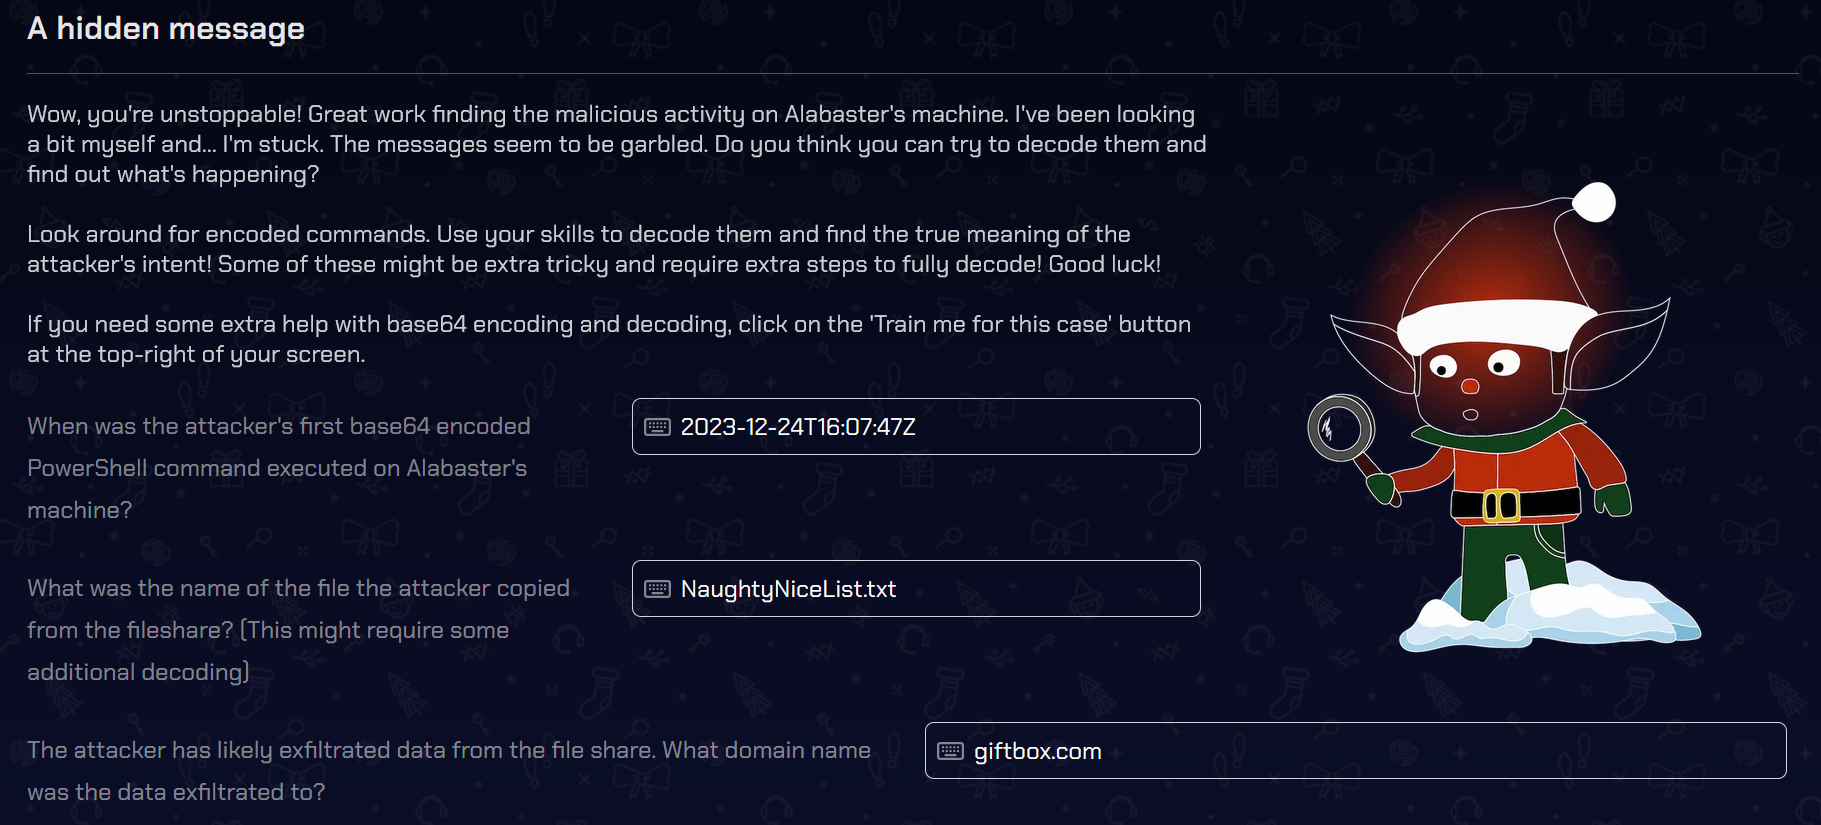 A hidden message
Wow, you're unstoppable! Great work finding the malicious activity on Alabaster's machine. I've been looking
a bit myself and... I'm stuck. The messages seem to be garbled. Do you think you can try to decode them and
find out what's happening?
Look around for encoded commands. Use your skills to decode them and find the true meaning of the
attacker's intent! Some of these might be extra tricky and require extra steps to fully decode! Good luck!
If you need some extra help with base64 encoding and decoding, click on the 'Train me for this case' button
at the top-right of your screen.
When was the attacker's first base64 encoded
PowerShell command executed on Alabaster's
machine?
2023-12-24T16:07:47Z
What was the name of the file the attacker copied
from the fileshare? (This might require some
additional decoding)
NaughtyNiceList.txt
The attacker has likely exfiltrated data from the file share. What domain name
was the data exfiltrated to?
giftbox.com